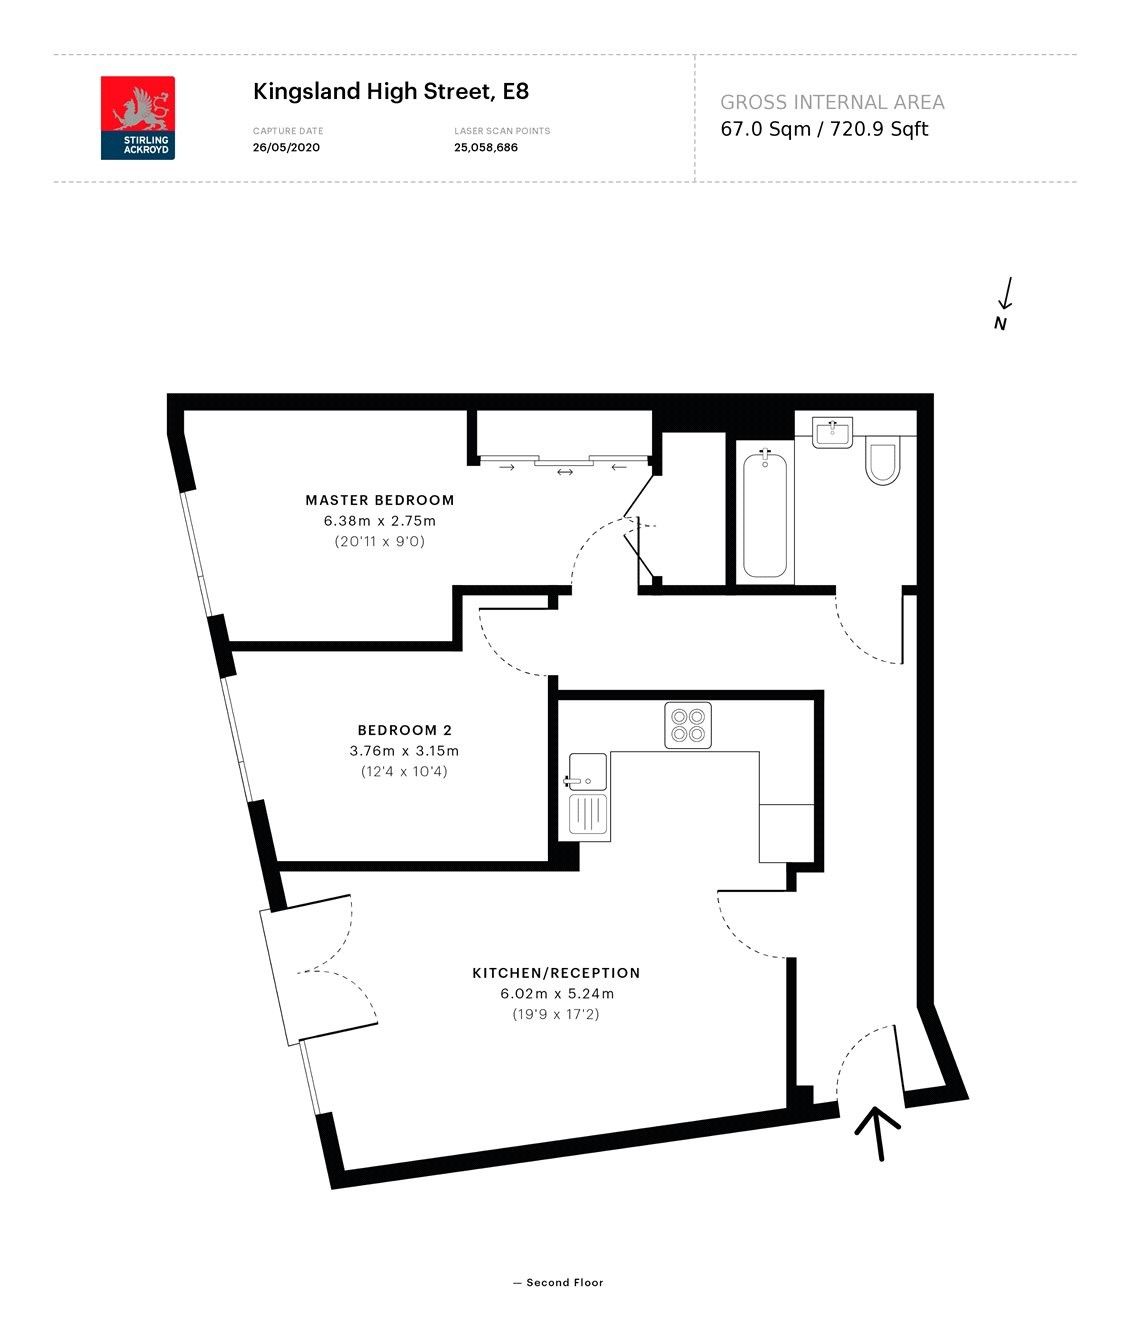 Kingsland High Street, E8
CAPTURE DATE
26/05/2020
LASER SCAN POINTS
25,058,686
GROSS INTERNAL AREA
67.0 Sqm / 720.9 Sqft
STIRLING
ACKROYD
N
MASTER BEDROOM
6.38m x 2.75m
(20'11 x 9'0)
BEDROOM 2
3.76m x 3.15m
(12'4 x 10'4)
KITCHEN/RECEPTION
6.02m x 5.24m
(19'9 x 17'2)
— Second Floor